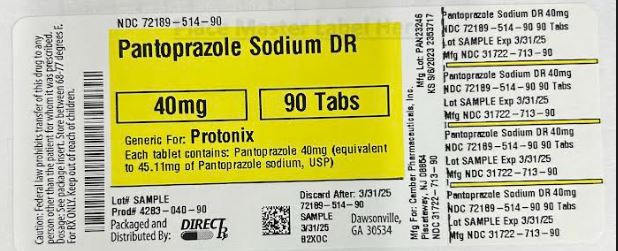 Caution: Federal law prohibits transfer of this drug to any
person other than the patient for whom it was prescribed.
Dosage: See package insert. Store between 68-77 degrees F.
For RX ONLY. Keep out of reach of children.
NDC 72189-514-90
Pantoprazole Sodium DR
40mg
90 Tabs
Generic For: Protonix
Each tablet contains: Pantoprazole 40mg (equivalent
to 45.11mg of Pantoprazole sodium, USP)
Lot# SAMPLE
Prod# 4283-040-90
Packaged and
Distributed By:
DIRECT Rx
Discard After: 3/31/25
72189-514-90
SAMPLE
3/31/25
B2XOC
Dawsonville,
GA 30534
Mfg For: Camber Pharmaceuticals, Inc.
Piscataway, NJ 08854
Mfg NDC 31722-713-90
Mfg Lot: PAN23246
KS 9/6/2023 2363717
Pantoprazole Sodium DR 40mg
NDC 72189-514-90 90 Tabs
Lot SAMPLE Exp 3/31/25
Mfg NDC 31722-713-90
Pantoprazole Sodium DR 40mg
NDC 72189-514-90 90 Tabs
Lot SAMPLE Exp 3/31/25
Mfg NDC 31722-713-90
Pantoprazole Sodium DR 40mg
NDC 72189-514-90 90 Tabs
Lot SAMPLE Exp 3/31/25
Mfg NDC 31722-713-90
Pantoprazole Sodium DR 40mg
NDC 72189-514-90 90 Tabs
Lot SAMPLE Exp 3/31/25
Mfg NDC 31722-713-90